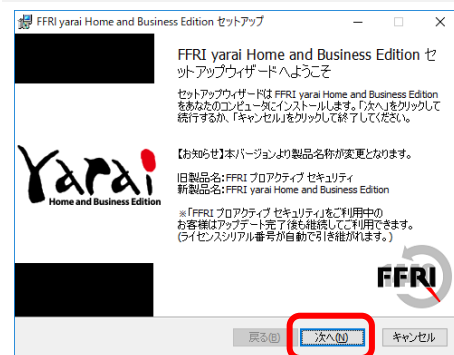 FFRI yarai Home and Business Edition セットアップ
FFRI yarai Home and Business Edition セ
ットアップウィザードへようこそ
セットアップウィザードは FFRI yarai Home and Business Edition
をあなたのコンピュータにインストールします。「次へ」をクリックして
続行するか、「キャンセル」をクリックして終了してください。
【お知らせ】本バージョンより製品名称が変更となります。
旧製品名:FFRI プロアクティブ セキュリティ
新製品名:FFRI yarai Home and Business Edition
※「FFRI プロアクティブ セキュリティ」をご利用中の
お客様はアップデート完了後も継続してご利用できます。
(ライセンスシリアル番号が自動で引き継がれます。)
Yarai
Home and Business Edition
FFRI
戻る(B)
次へ(N)
キャンセル